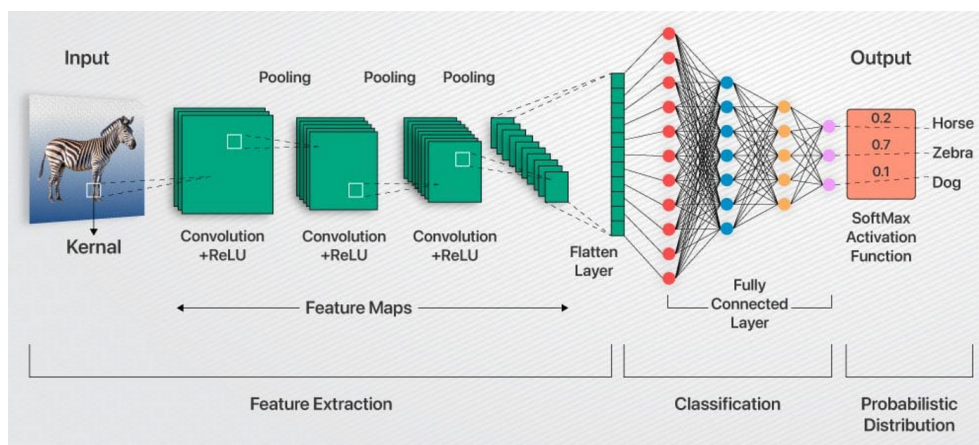 Input
Output
Pooling
Pooling
Pooling
Kernal
Convolution
+ReLU
Convolution
+ReLU
Convolution
+ReLU
Flatten
Layer
Feature Maps
Fully
Connected
Layer
0.2
0.7
0.1
Horse
Zebra
Dog
SoftMax
Activation
Function
Feature Extraction
Classification
Probabilistic
Distribution